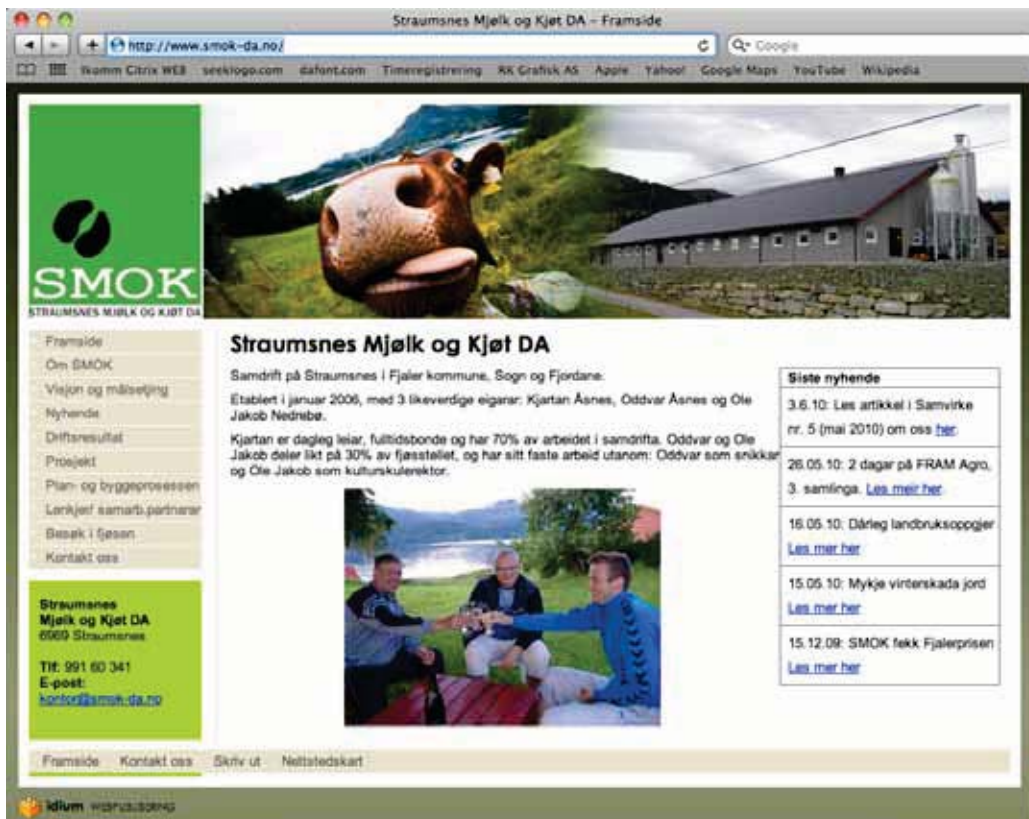 Straumsnes Mjølk og Kjøt DA – Framside
http://www.smok-da.no/
Google
Ikomm Citrix WEB seeklogo.com dafont.com Timeregistrering RK Grafisk AS Apple Yahoo! Google Maps YouTube Wikipedia
SMOK
STRAUMSNES MJØLK OG KJØT DA
Framside
Om SMOK
Visjon og målsetjing
Nyhende
Driftsresultat
Prosjekt
Plan- og byggeprosessen
Lenkjer/ samarb.partnarar
Besøk i fjøsen
Kontakt oss
Straumsnes
Mjølk og Kjøt DA
6969 Straumsnes
Tlf: 991 60 341
E-post:
kontor@smok-da.no
Straumsnes Mjølk og Kjøt DA
Samdrift på Straumsnes i Fjaler kommune, Sogn og Fjordane.
Etablert i januar 2006, med 3 likeverdige eigarar: Kjartan Åsnes, Oddvar Åsnes og Ole
Jakob Nedrebø.
Kjartan er dagleg leiar, fulltidsbonde og har 70% av arbeidet i samdrifta. Oddvar og Ole
Jakob deler likt på 30% av fjøsstellet, og har sitt faste arbeid utanom: Oddvar som snikkar
og Ole Jakob som kulturskulerektor.
Siste nyhende
3.6.10: Les artikkel i Samvirke
nr. 5 (mai 2010) om oss her.
26.05.10: 2 dagar på FRAM Agro,
3. samlinga. Les meir her.
16.05.10: Dårleg landbruksoppgjer
Les mer her
15.05.10: Mykje vinterskada jord
Les mer her
15.12.09: SMOK fekk Fjalerprisen
Les mer her
Framside Kontakt oss Skriv ut Nettstedskart
idium WEBPUBLISERING